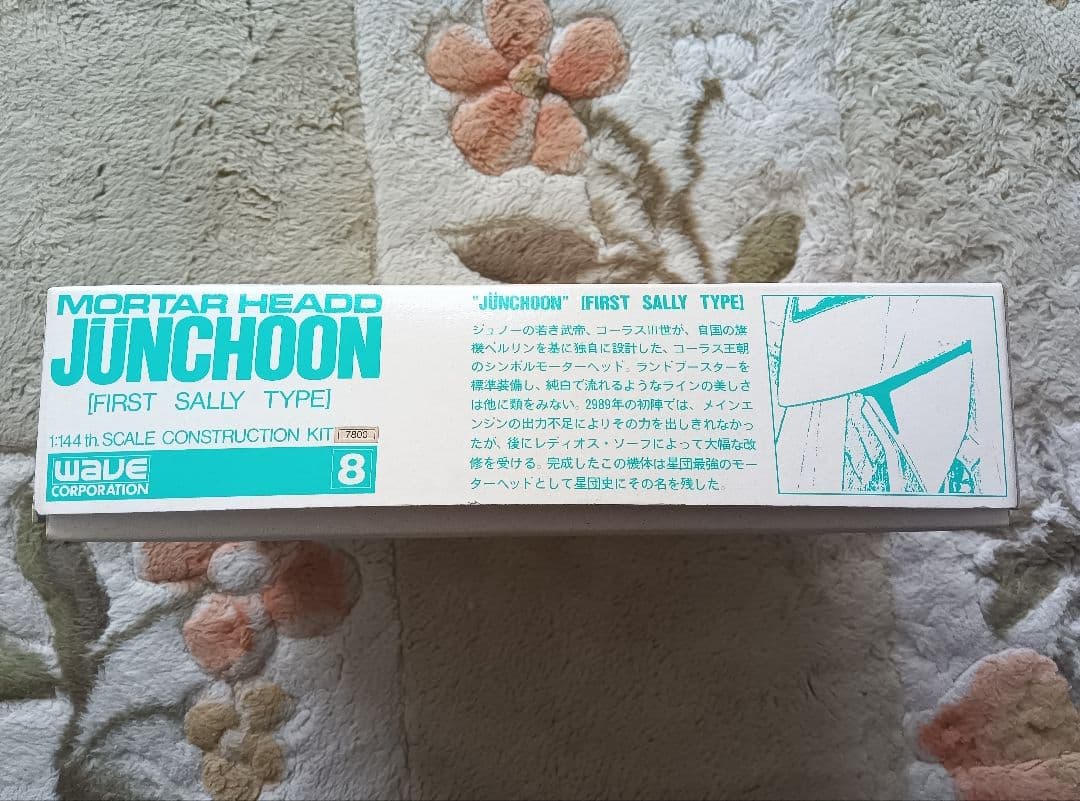 MORTAR HEADD
JÜNCHOON
[FIRST SALLY TYPE]
1:144 th. SCALE CONSTRUCTION KIT 7800
WAVE
CORPORATION
8
"JÜNCHOON" [FIRST SALLY TYPE]
ジュノーの若き武帝、コーラスIII世が、自国の旗
機ベルリンを基に独自に設計した、コーラス王朝
のシンボルモーターヘッド。ランドブースターを
標準装備し、純白で流れるようなラインの美しさ
は他に類をみない。2989年の初陣では、メインエ
ンジンの出力不足によりその力を出しきれなかっ
たが、後にレディオス・ソープによって大幅な改
修を受ける。完成したこの機体は星団最強のモー
ターヘッドとして星団史にその名を残した。